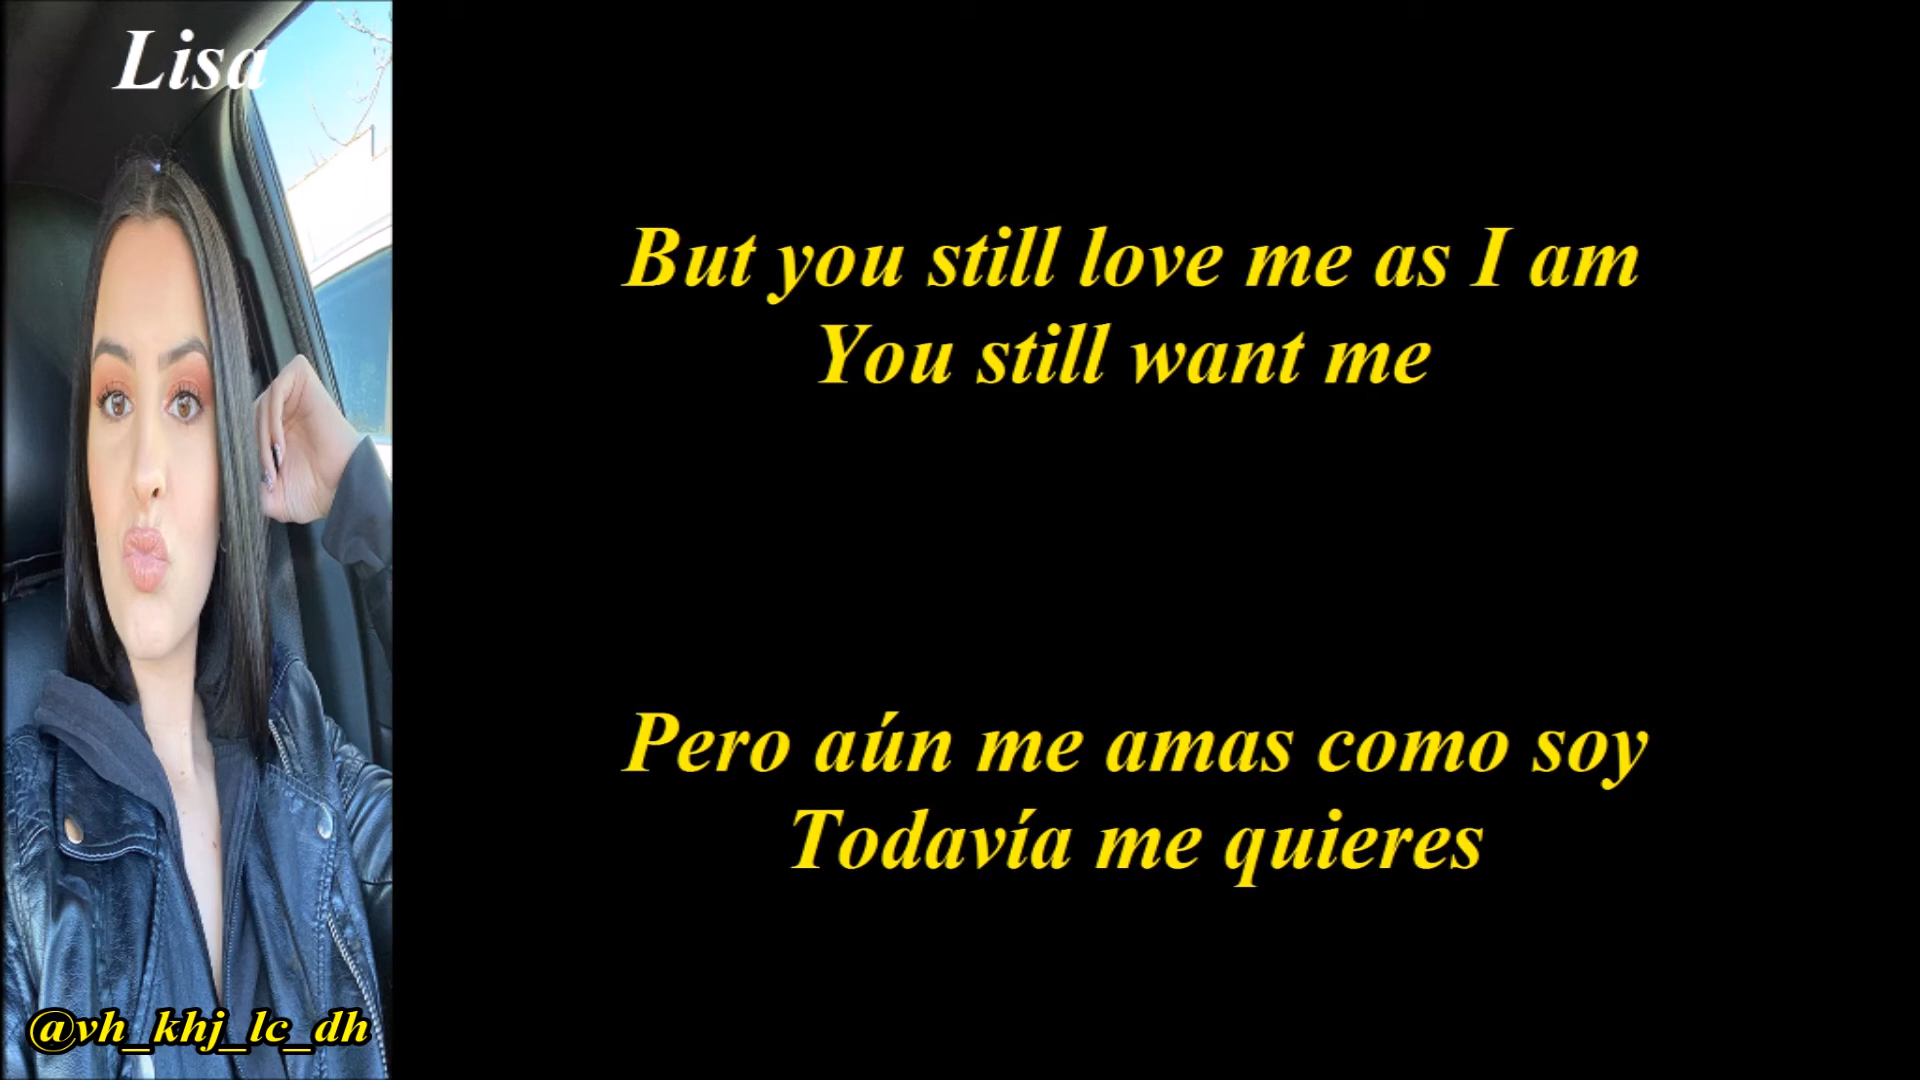 Lisa
But you still love me as I am
You still want me
Pero aún me amas como soy
Todavía me quieres
@vh_khj_lc_dh